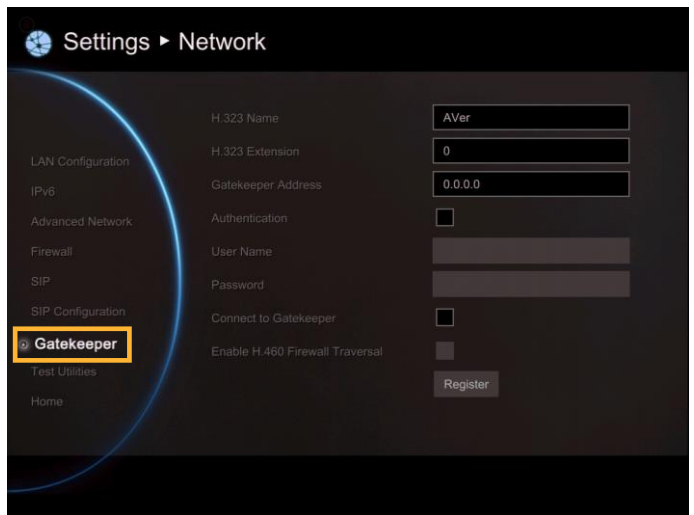 Settings ▸ Network
LAN Configuration
IPv6
Advanced Network
Firewall
SIP
SIP Configuration
Gatekeeper
Test Utilities
Home
H.323 Name
AVer
H.323 Extension
0
Gatekeeper Address
0.0.0.0
Authentication
User Name
Password
Connect to Gatekeeper
Enable H.460 Firewall Traversal
Register